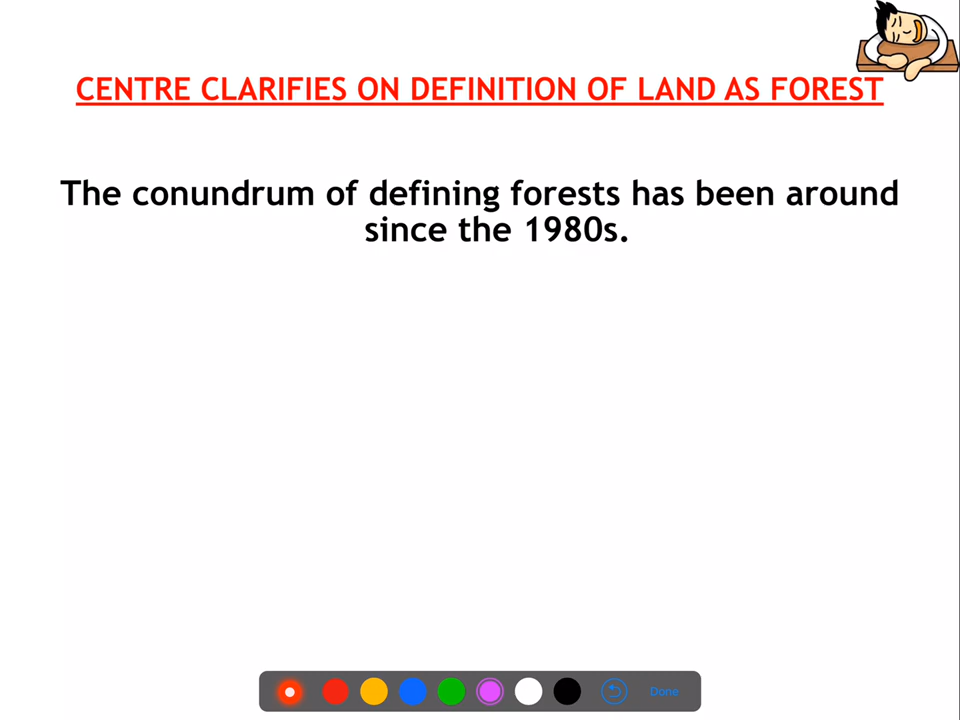 CENTRE CLARIFIES ON DEFINITION OF LAND AS FOREST
The conundrum of defining forests has been around
since the 1980s.
Done